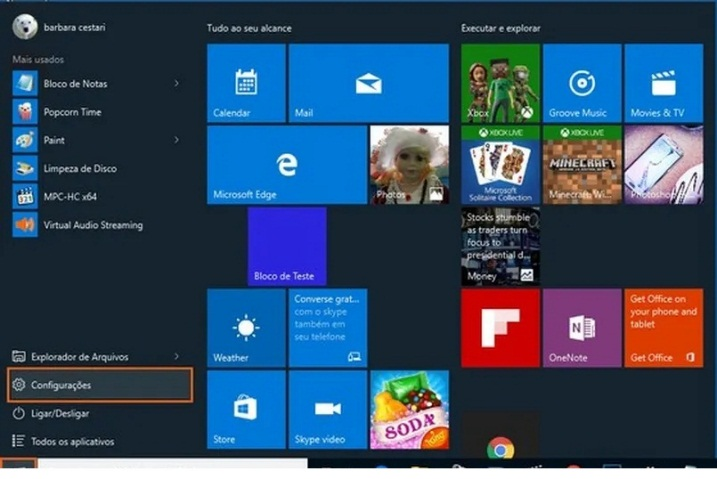 barbara cestari
Mais usados
Bloco de Notas
Popcorn Time
Paint
Limpeza de Disco
MPC-HC x64
Virtual Audio Streaming
Explorador de Arquivos
Configurações
Ligar/Desligar
Todos os aplicativos
Tudo ao seu alcance
Calendar
Mail
Microsoft Edge
Photos
Bloco de Teste
Weather
Converse grat...
com o skype
também em
seu telefone
Store
Skype video
SODA
Executar e explorar
Xbox
Groove Music
Movies & TV
XBOX LIVE
Microsoft
Solitaire Collection
XBOX LIVE
MINECRAFT
Minecraft: Wi...
Photoshop
Stocks stumble
as traders turn
focus to
presidential d...
Money
OneNote
Get Office on
your phone and
tablet
Get Office